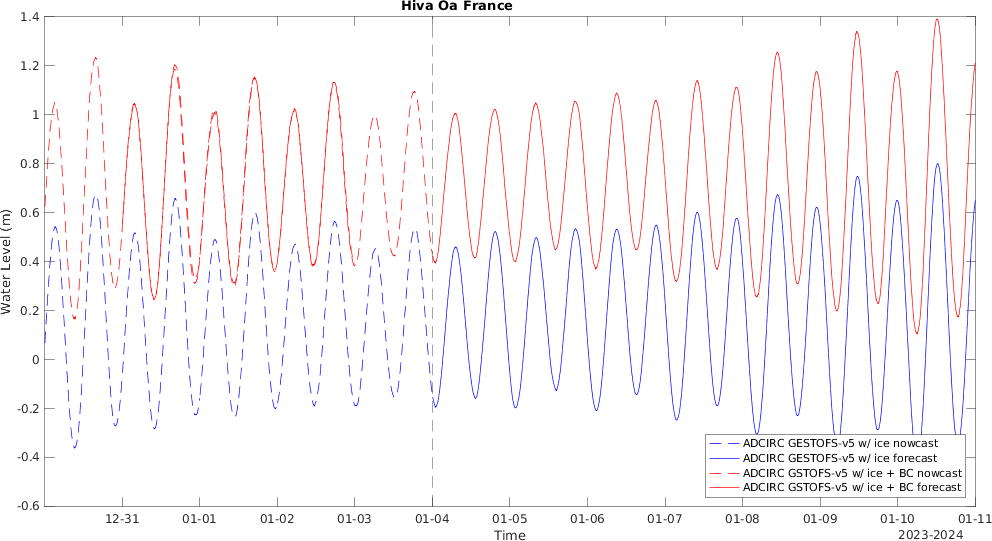 Hiva Oa France
1.4
1.2
1
0.8
0.6
0.4
0.2
0
-0.2
-0.4
-0.6
Water Level (m)
12-31 01-01 01-02 01-03 01-04 01-05 01-06 01-07 01-08 01-09 01-10 01-11
Time
2023-2024
ADCIRC GESTOFS-v5 w/ ice nowcast
ADCIRC GESTOFS-v5 w/ ice forecast
ADCIRC GSTOFS-v5 w/ ice + BC nowcast
ADCIRC GSTOFS-v5 w/ ice + BC forecast